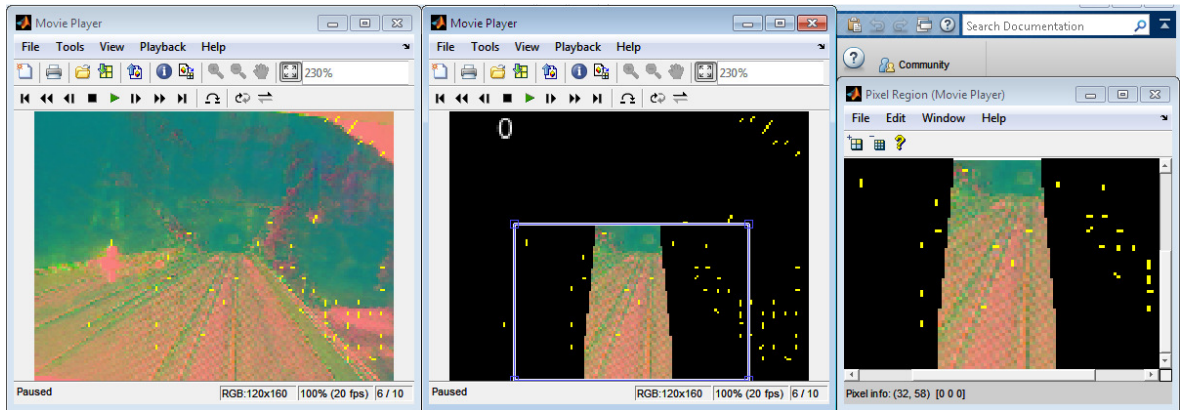 Movie Player
File Tools View Playback Help
230%
Paused
RGB:120x160 100% (20 fps) 6 / 10
Movie Player
File Tools View Playback Help
230%
0
Paused
RGB:120x160 100% (20 fps) 6 / 10
Search Documentation
Community
Pixel Region (Movie Player)
File Edit Window Help
Pixel info: (32, 58) [0 0 0]